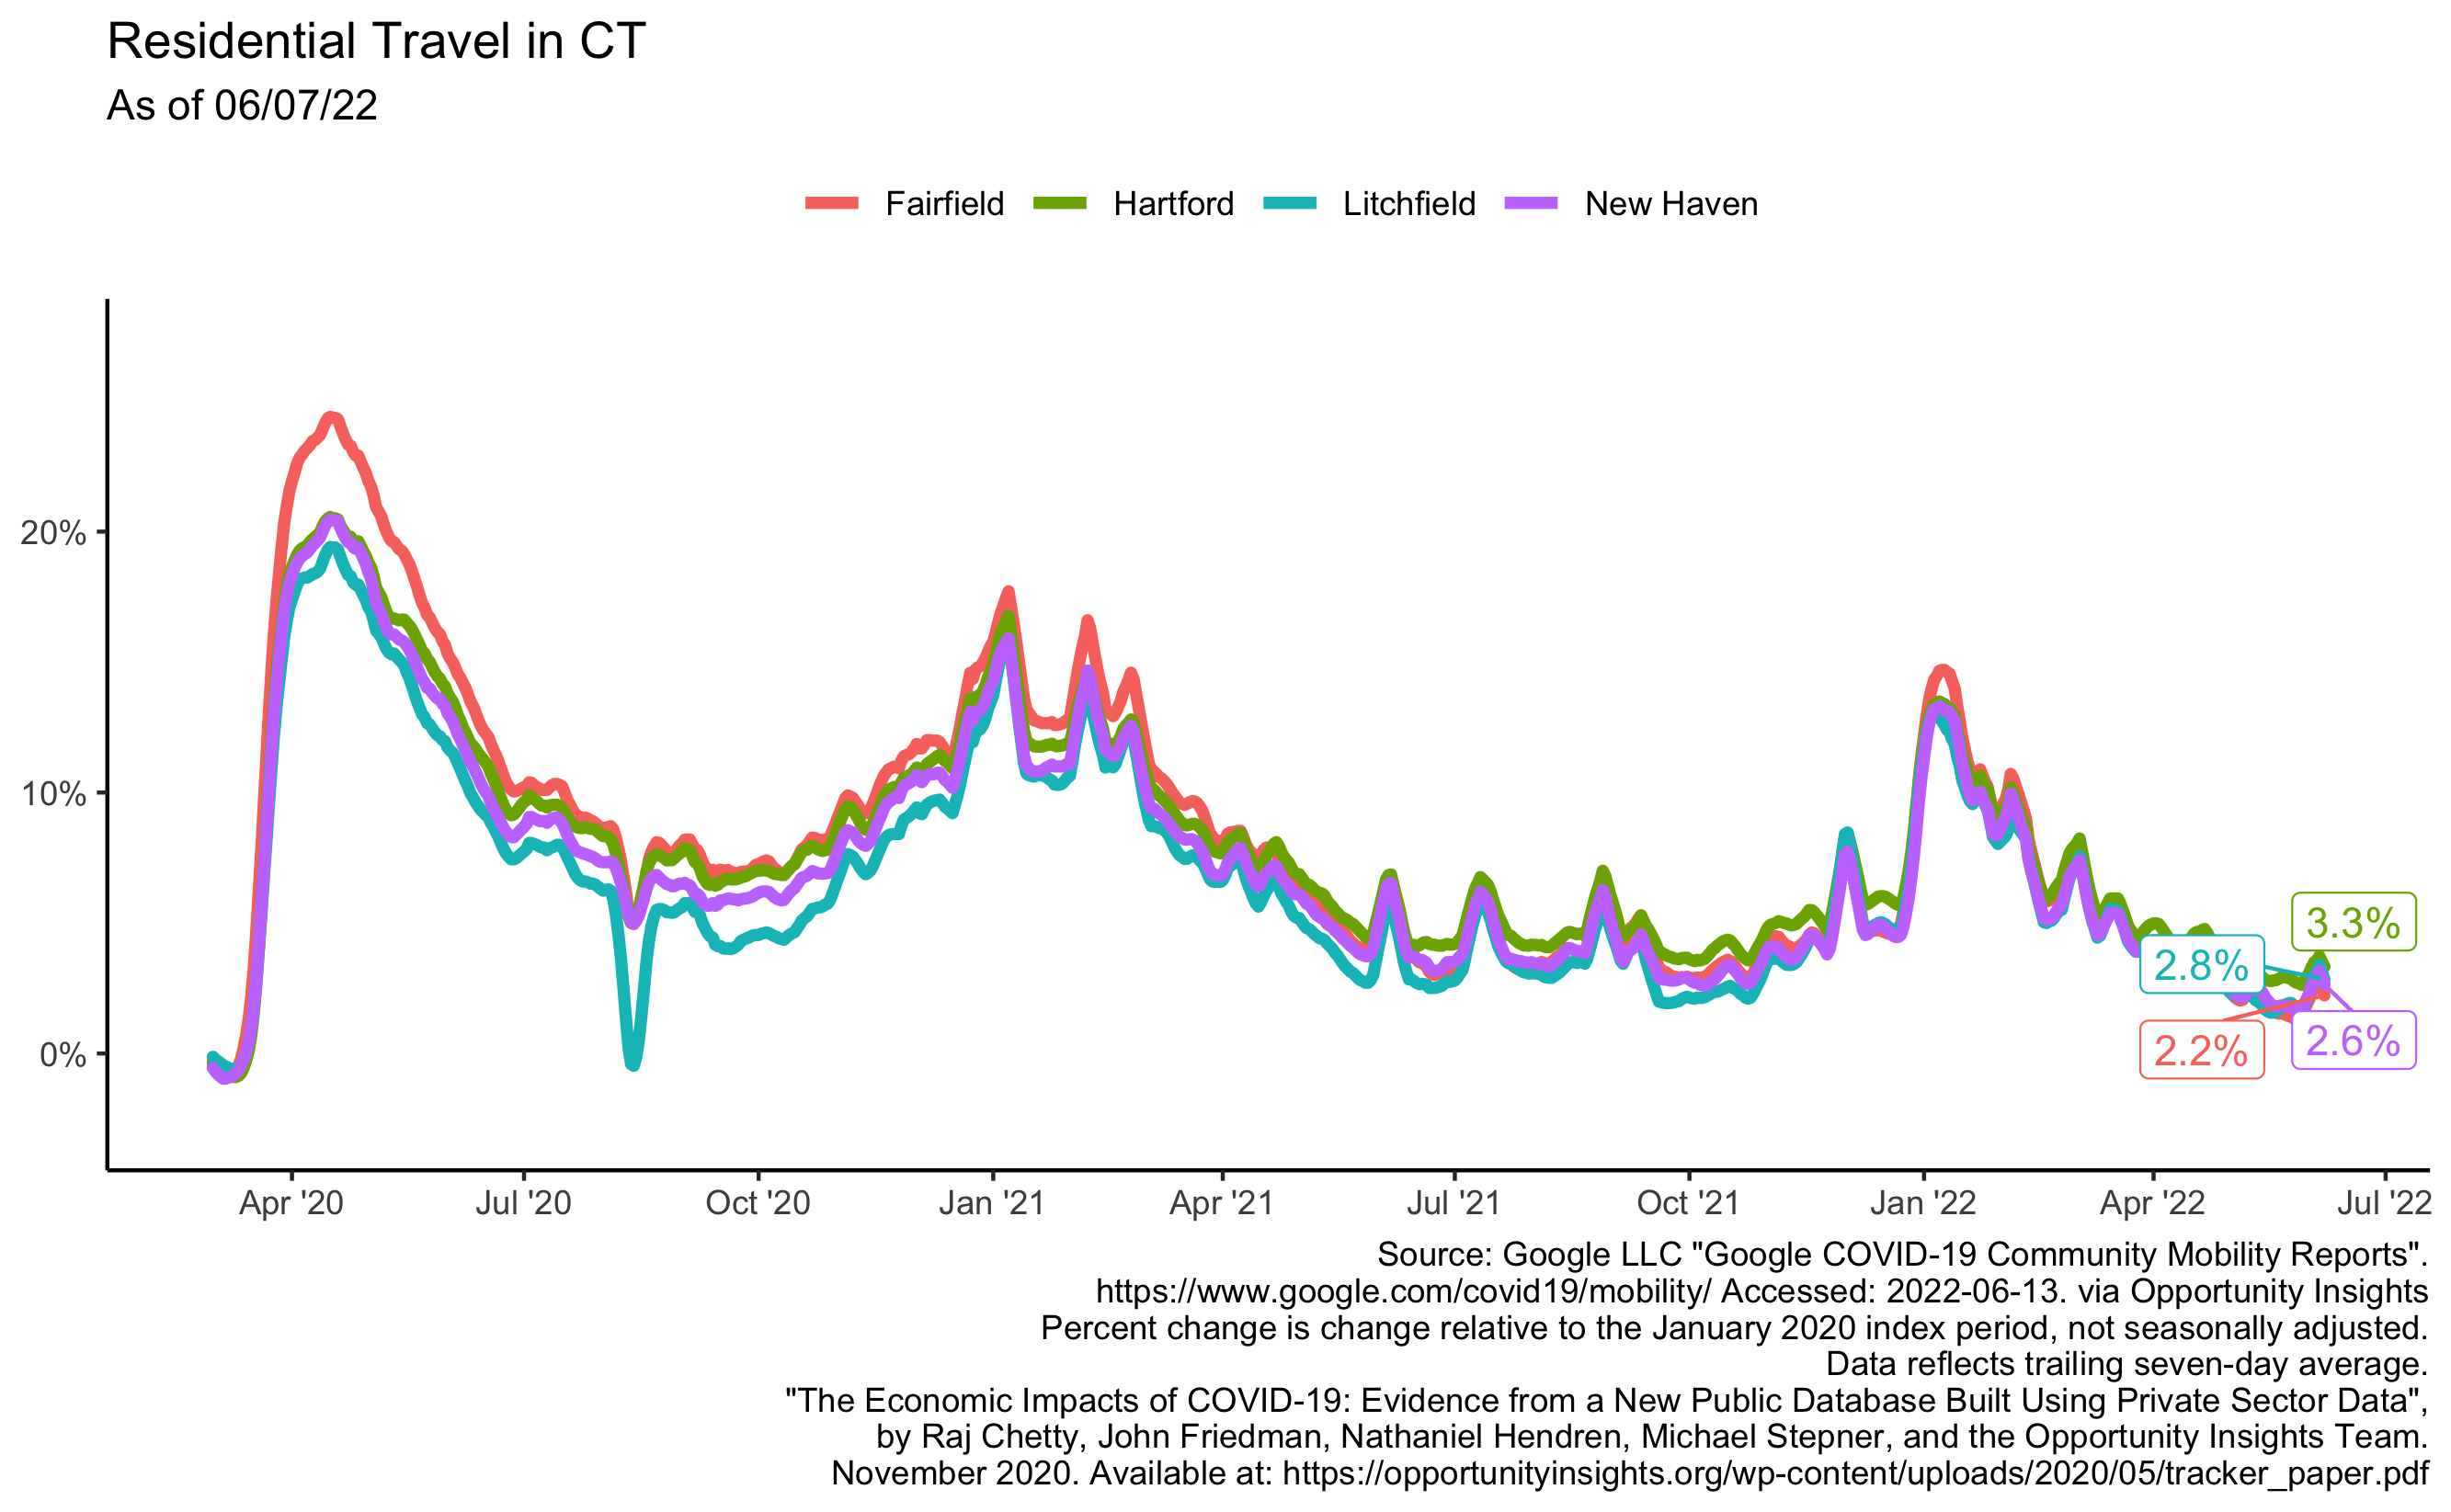 Residential Travel in CT
As of 06/07/22
Fairfield Hartford Litchfield New Haven
20%
10%
0%
3.3%
2.8%
2.2%
2.6%
Apr '20 Jul '20 Oct '20 Jan '21 Apr '21 Jul '21 Oct '21 Jan '22 Apr '22 Jul '22
Source: Google LLC "Google COVID-19 Community Mobility Reports".
https://www.google.com/covid19/mobility/ Accessed: 2022-06-13. via Opportunity Insights
Percent change is change relative to the January 2020 index period, not seasonally adjusted.
Data reflects trailing seven-day average.
"The Economic Impacts of COVID-19: Evidence from a New Public Database Built Using Private Sector Data",
by Raj Chetty, John Friedman, Nathaniel Hendren, Michael Stepner, and the Opportunity Insights Team.
November 2020. Available at: https://opportunityinsights.org/wp-content/uploads/2020/05/tracker_paper.pdf